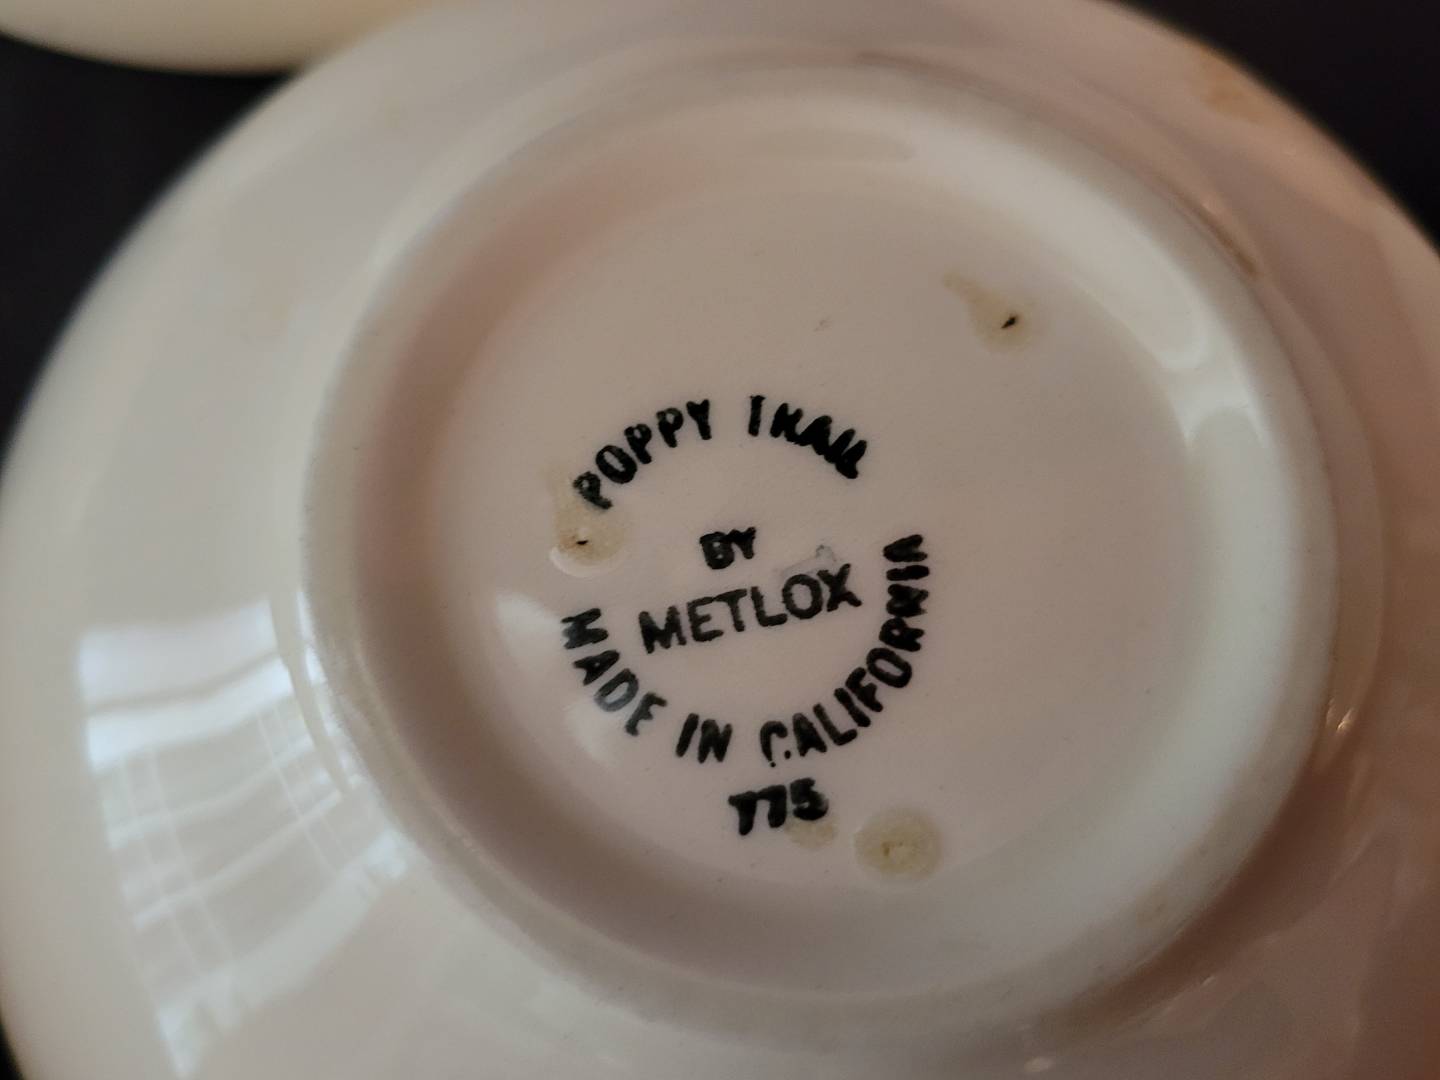 POPPY TRAIL
BY
METLOX
MADE IN CALIFORNIA
775